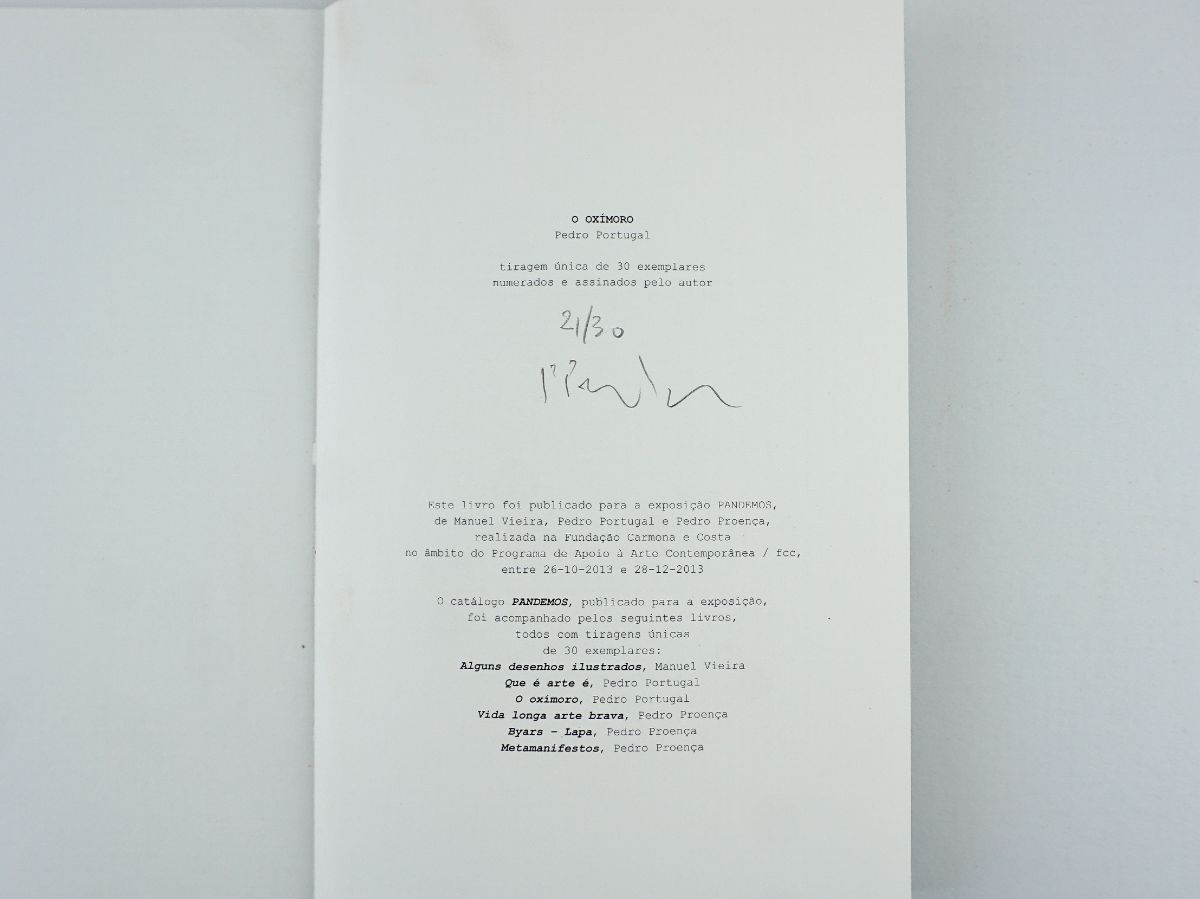 O OXÍMORO
Pedro Portugal
tiragem única de 30 exemplares
numerados e assinados pelo autor
21/30
Este livro foi publicado para a exposição PANDEMOS,
de Manuel Vieira, Pedro Portugal e Pedro Proença,
realizada na Fundação Carmona e Costa
no âmbito do Programa de Apoio à Arte Contemporânea / fcc,
entre 26-10-2013 e 28-12-2013
O catálogo PANDEMOS, publicado para a exposição,
foi acompanhado pelos seguintes livros,
todos com tiragens únicas
de 30 exemplares:
Alguns desenhos ilustrados, Manuel Vieira
Que é arte é, Pedro Portugal
O oxímoro, Pedro Portugal
Vida longa arte brava, Pedro Proença
Byars - Lapa, Pedro Proença
Metamanifestos, Pedro Proença